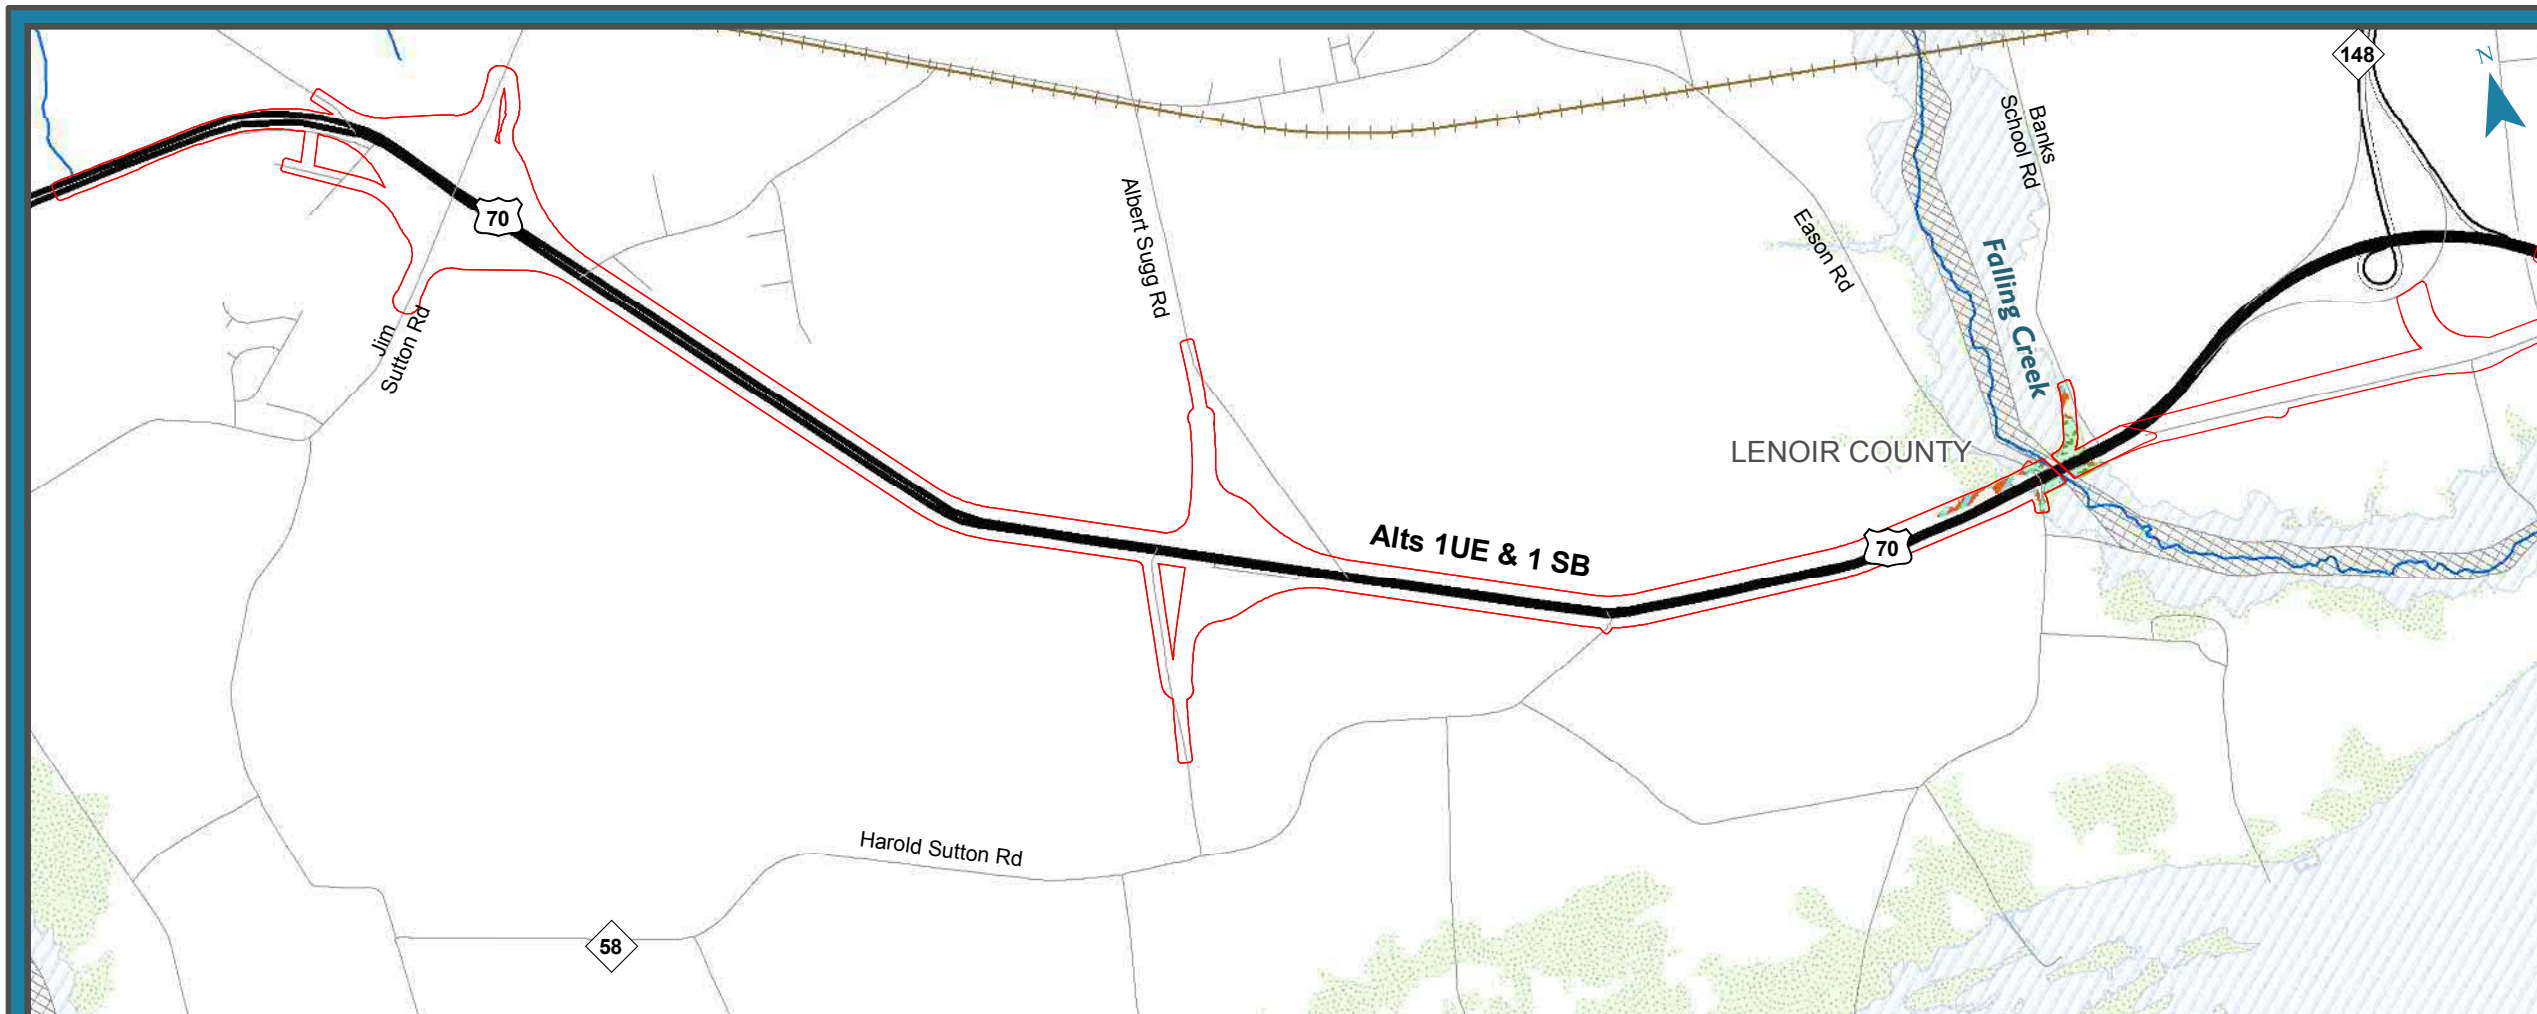 148
N
Banks
School Rd
70
Albert Sugg Rd
Eason Rd
Falling Creek
Jim
Sutton Rd
LENOIR COUNTY
Alts 1UE & 1 SB
70
Harold Sutton Rd
58